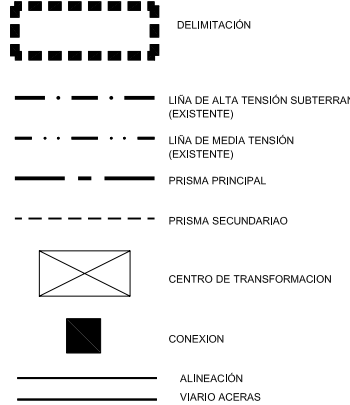 DELIMITACIÓN
LIÑA DE ALTA TENSIÓN SUBTERRAN
(EXISTENTE)
LIÑA DE MEDIA TENSIÓN
(EXISTENTE)
PRISMA PRINCIPAL
PRISMA SECUNDARIAO
CENTRO DE TRANSFORMACION
CONEXION
ALINEACIÓN
VIARIO ACERAS